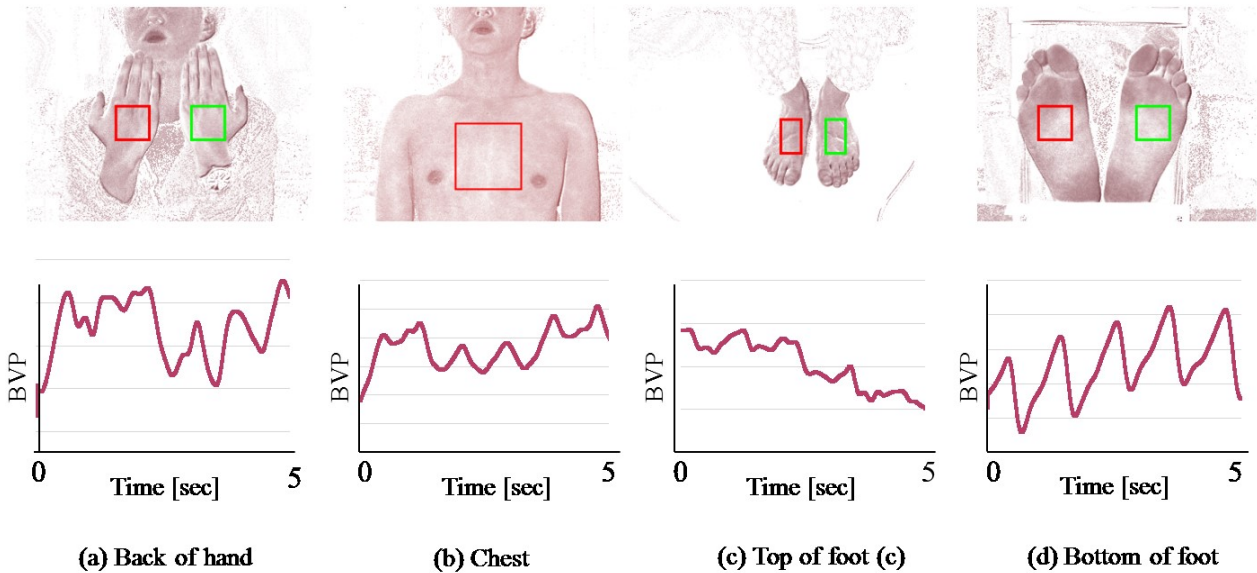 BVP
0
5
Time [sec]
(a) Back of hand
BVP
0
5
Time [sec]
(b) Chest
BVP
0
5
Time [sec]
(c) Top of foot (c)
BVP
0
5
Time [sec]
(d) Bottom of foot